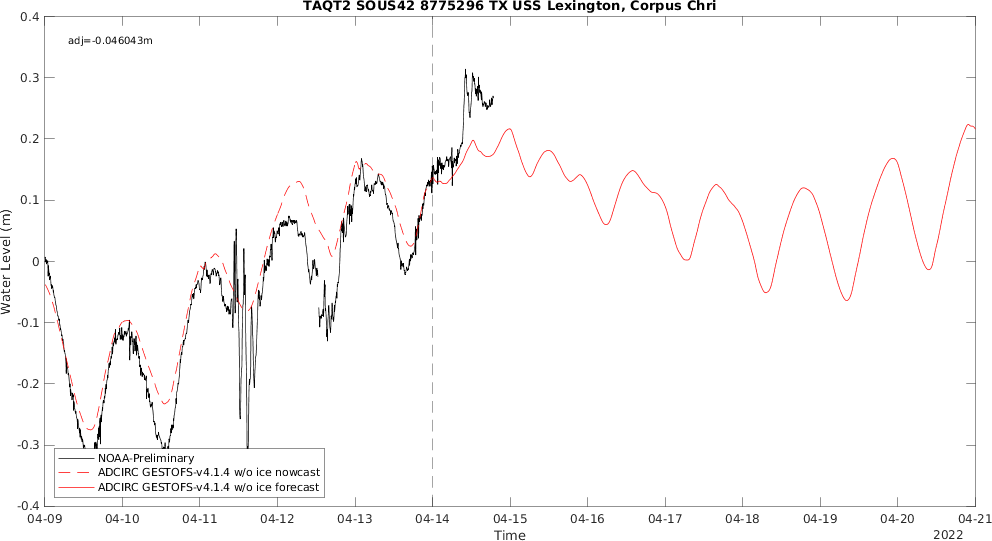 TAQT2 SOUS42 8775296 TX USS Lexington, Corpus Chri
adj=-0.046043m
0.4
0.3
0.2
0.1
0
-0.1
-0.2
-0.3
-0.4
Water Level (m)
NOAA-Preliminary
ADCIRC GESTOFS-v4.1.4 w/o ice nowcast
ADCIRC GESTOFS-v4.1.4 w/o ice forecast
04-09 04-10 04-11 04-12 04-13 04-14 04-15 04-16 04-17 04-18 04-19 04-20 04-21
Time
2022